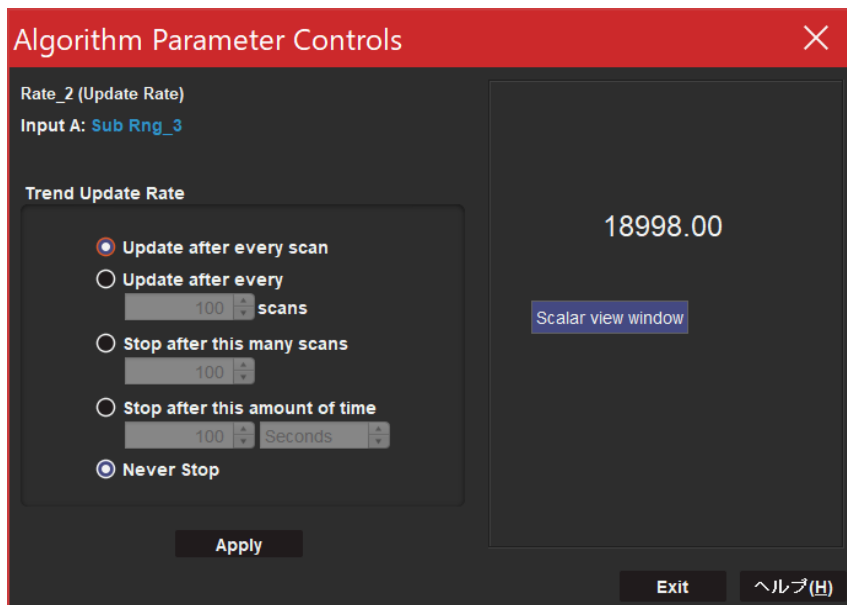 Algorithm Parameter Controls
Rate_2 (Update Rate)
Input A: Sub Rng_3
Trend Update Rate
Update after every scan
Update after every
100 scans
Stop after this many scans
100
Stop after this amount of time
100 Seconds
Never Stop
Apply
18998.00
Scalar view window
Exit
ヘルプ(H)